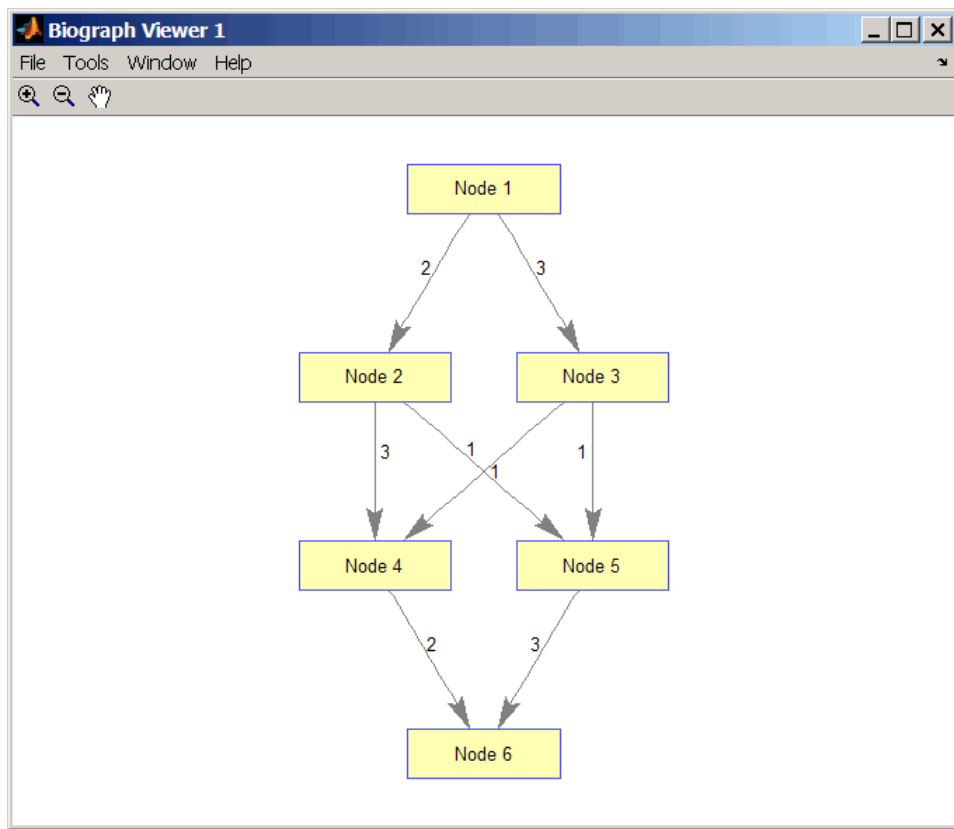 Biograph Viewer 1
File Tools Window Help
Node 1
2 3
Node 2 Node 3
3 1 1 1
Node 4 Node 5
2 3
Node 6